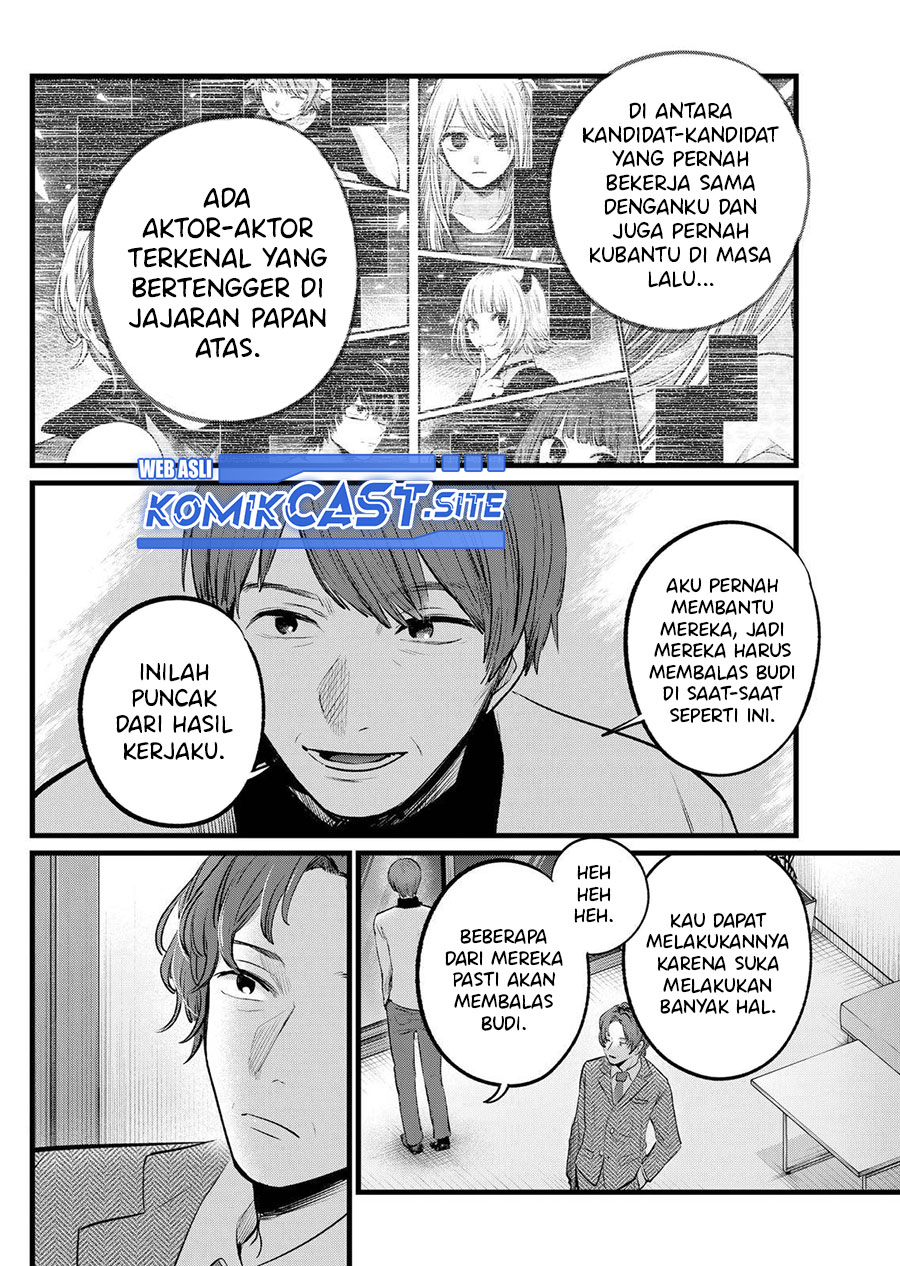 DI ANTARA
KANDIDAT-KANDIDAT
YANG PERNAH
BEKERJA SAMA
DENGANKU DAN
JUGA PERNAH
KUBANTU DI MASA
LALU...
ADA
AKTOR-AKTOR
TERKENAL YANG
BERTENGGER DI
JAJARAN PAPAN
ATAS.
WEB ASLI
KOMIKCAST.SITE
AKU PERNAH
MEMBANTU
MEREKA, JADI
MEREKA HARUS
MEMBALAS BUDI
DI SAAT-SAAT
SEPERTI INI.
INILAH
PUNCAK
DARI HASIL
KERJAKU.
KAU DAPAT
MELAKUKANNYA
KARENA SUKA
MELAKUKAN
BANYAK HAL.
HEH
HEH
HEH.
BEBERAPA
DARI MEREKA
PASTI AKAN
MEMBALAS
BUDI.